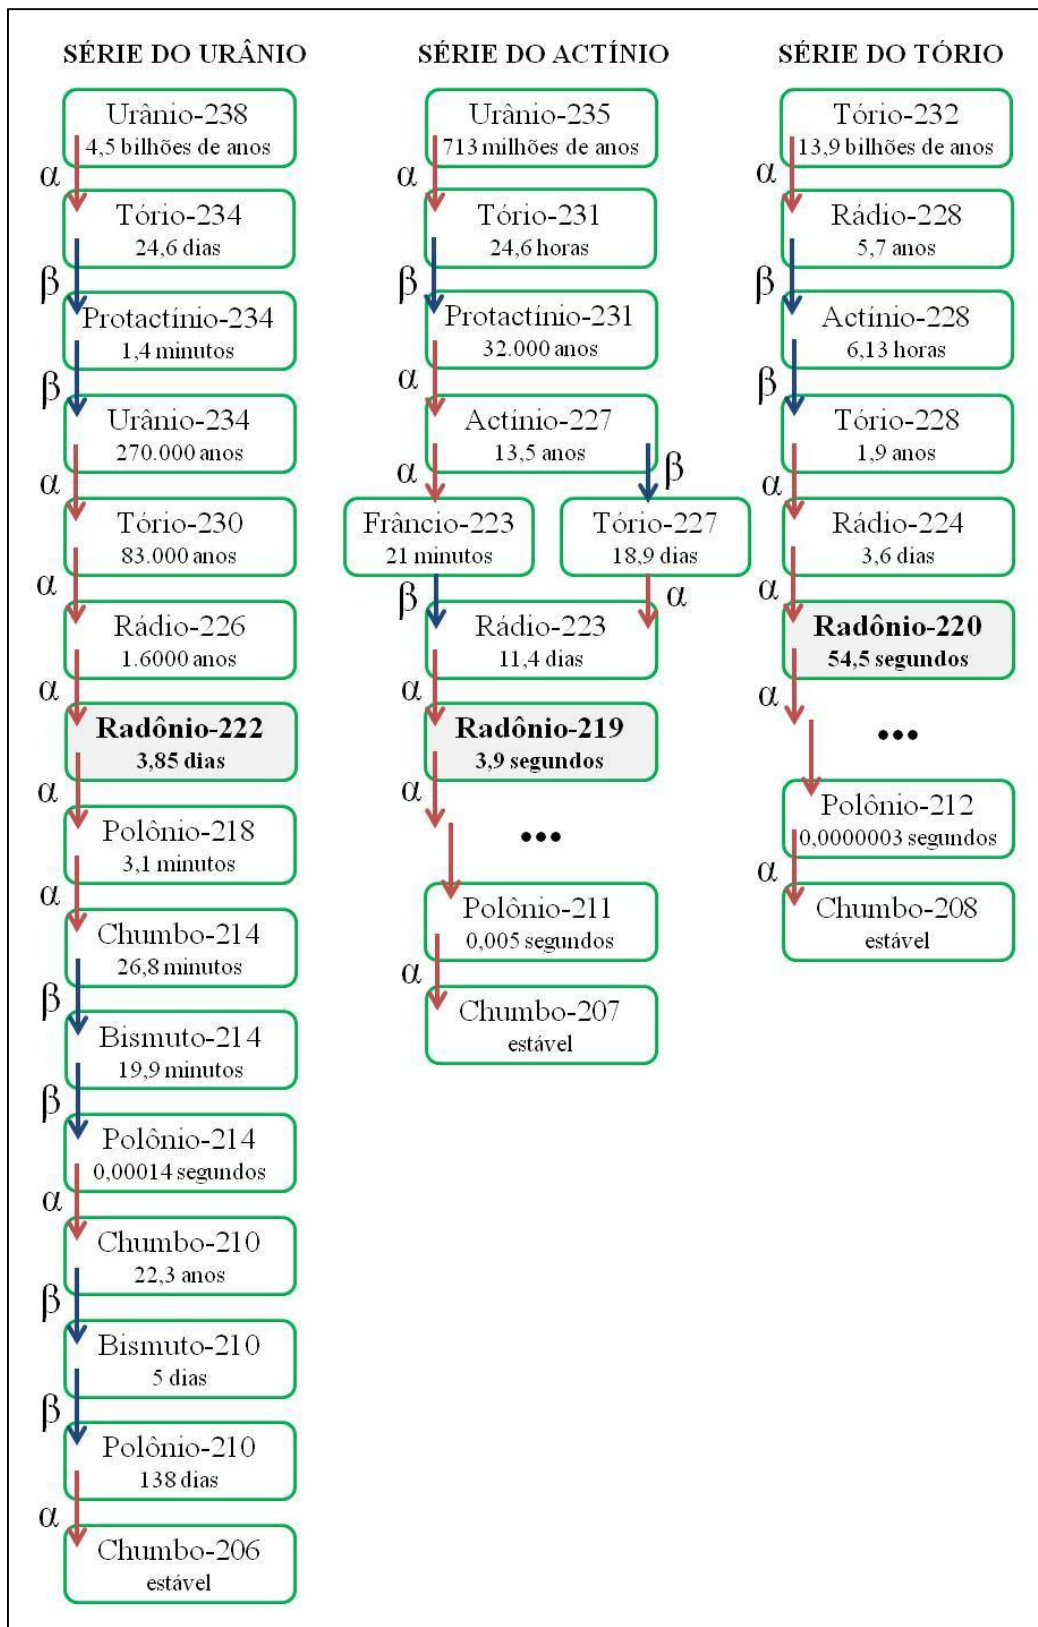 SÉRIE DO URÂNIO
Urânio-238
4,5 bilhões de anos
α
Tório-234
24,6 dias
β
Protactínio-234
1,4 minutos
β
Urânio-234
270.000 anos
α
Tório-230
83.000 anos
α
Rádio-226
1.6000 anos
α
Radônio-222
3,85 dias
α
Polônio-218
3,1 minutos
α
Chumbo-214
26,8 minutos
β
Bismuto-214
19,9 minutos
β
Polônio-214
0,00014 segundos
α
Chumbo-210
22,3 anos
β
Bismuto-210
5 dias
β
Polônio-210
138 dias
α
Chumbo-206
estável
SÉRIE DO ACTÍNIO
Urânio-235
713 milhões de anos
α
Tório-231
24,6 horas
β
Protactínio-231
32.000 anos
α
Actínio-227
13,5 anos
α
β
Frâncio-223
21 minutos
Tório-227
18,9 dias
β
α
Rádio-223
11,4 dias
α
Radônio-219
3,9 segundos
α
...
Polônio-211
0,005 segundos
α
Chumbo-207
estável
SÉRIE DO TÓRIO
Tório-232
13,9 bilhões de anos
α
Rádio-228
5,7 anos
β
Actínio-228
6,13 horas
β
Tório-228
1,9 anos
α
Rádio-224
3,6 dias
α
Radônio-220
54,5 segundos
α
...
Polônio-212
0,0000003 segundos
α
Chumbo-208
estável